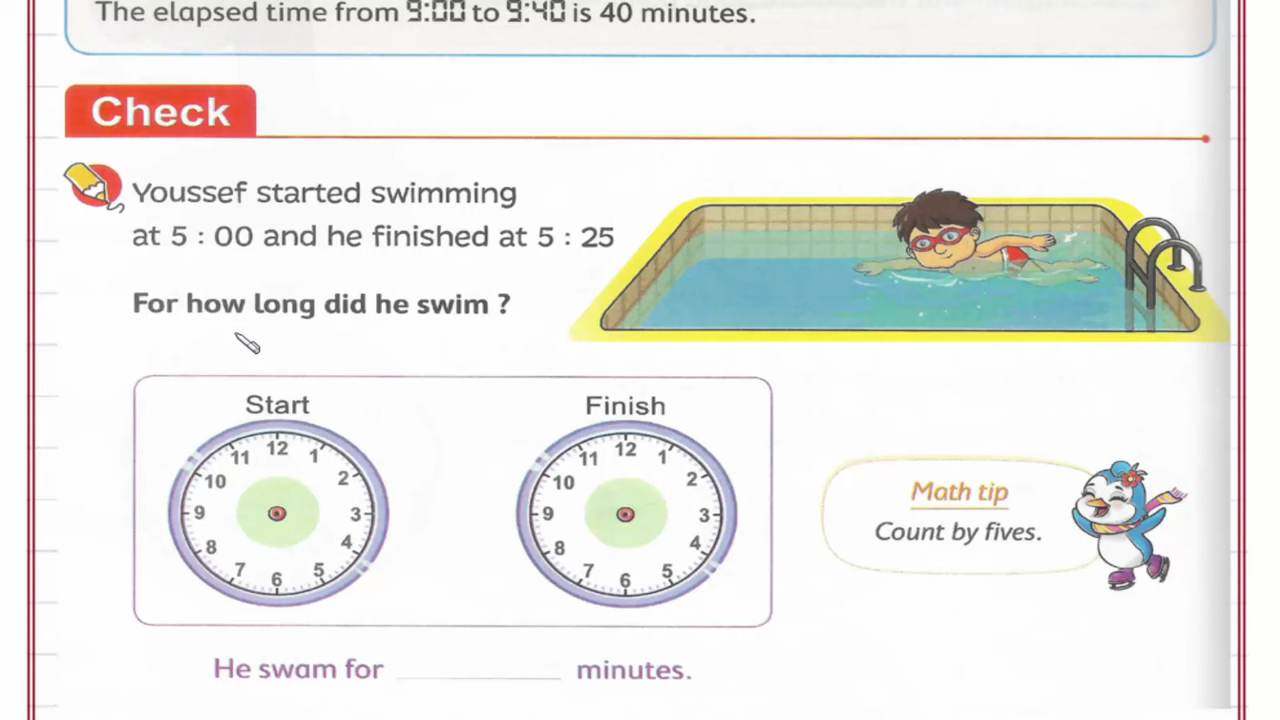 The elapsed time from 9:00 to 9:40 is 40 minutes.
Check
Youssef started swimming
at 5 : 00 and he finished at 5 : 25
For how long did he swim ?
Start
12
1
2
3
4
5
6
7
8
9
10
11
Finish
12
1
2
3
4
5
6
7
8
9
10
11
Math tip
Count by fives.
He swam for ____________ minutes.